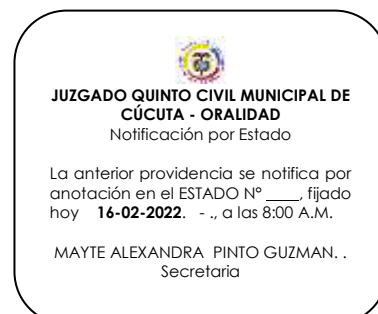 JUZGADO QUINTO CIVIL MUNICIPAL DE
CÚCUTA - ORALIDAD
Notificación por Estado
La anterior providencia se notifica por
anotación en el ESTADO N° ____, fijado
hoy 16-02-2022. - ., a las 8:00 A.M.
MAYTE ALEXANDRA PINTO GUZMAN. .
Secretaria